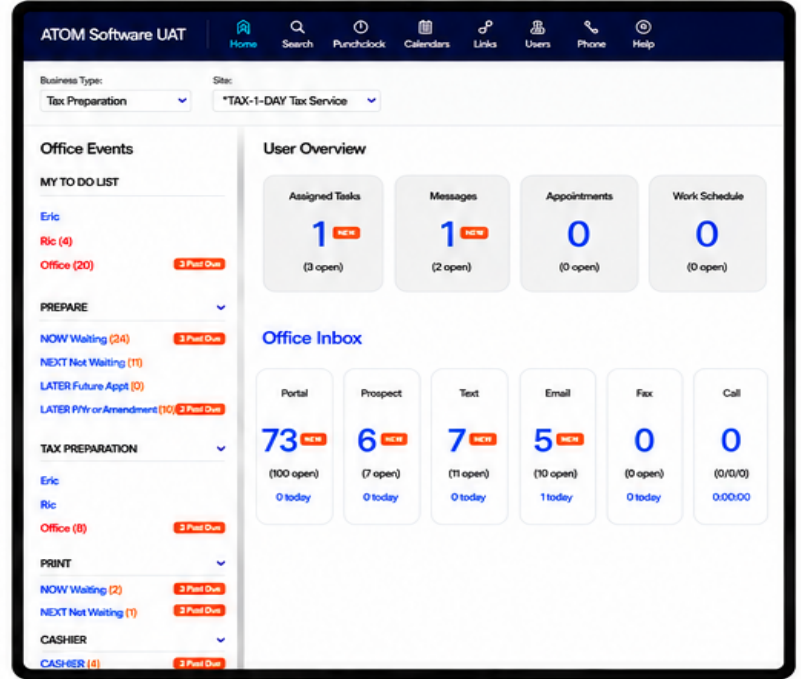 ATOM Software UAT
Home
Search
Punchclock
Calendars
Links
Users
Phone
Help
Business Type:
Tax Preparation
Site:
*TAX-1-DAY Tax Service
Office Events
MY TO DO LIST
Eric
Ric (4)
Office (20) 3 Past Due
PREPARE
NOW Waiting (24) 3 Past Due
NEXT Not Waiting (11)
LATER Future Appt (0)
LATER P/Yr or Amendment (10) 3 Past Due
TAX PREPARATION
Eric
Ric
Office (8) 3 Past Due
PRINT
NOW Waiting (2) 3 Past Due
NEXT Not Waiting (1) 3 Past Due
CASHIER
CASHIER (4) 3 Past Due
User Overview
Assigned Tasks
1 NEW
(3 open)
Messages
1 NEW
(2 open)
Appointments
0
(0 open)
Work Schedule
0
(0 open)
Office Inbox
Portal
73 NEW
(100 open)
0 today
Prospect
6 NEW
(7 open)
0 today
Text
7 NEW
(11 open)
0 today
Email
5 NEW
(10 open)
1 today
Fax
0
(0 open)
0 today
Call
0
(0/0/0)
0:00:00